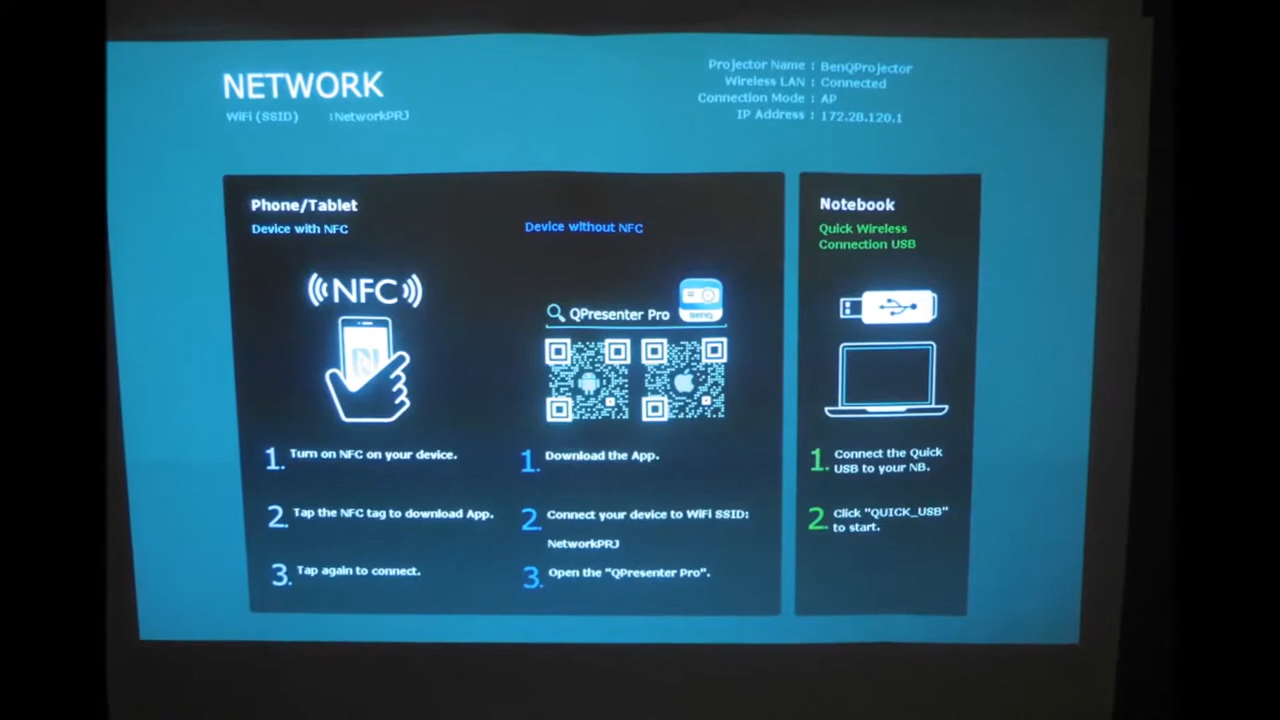 NETWORK
WiFi (SSID) :NetworkPRJ
Projector Name : BenQProjector
Wireless LAN : Connected
Connection Mode : AP
IP Address : 172.28.120.1
Phone/Tablet
Device with NFC
NFC
1. Turn on NFC on your device.
2. Tap the NFC tag to download App.
3. Tap again to connect.
Device without NFC
QPresenter Pro
BenQ
1. Download the App.
2. Connect your device to WiFi SSID:
NetworkPRJ
3. Open the "QPresenter Pro".
Notebook
Quick Wireless
Connection USB
1. Connect the Quick
USB to your NB.
2. Click "QUICK_USB"
to start.